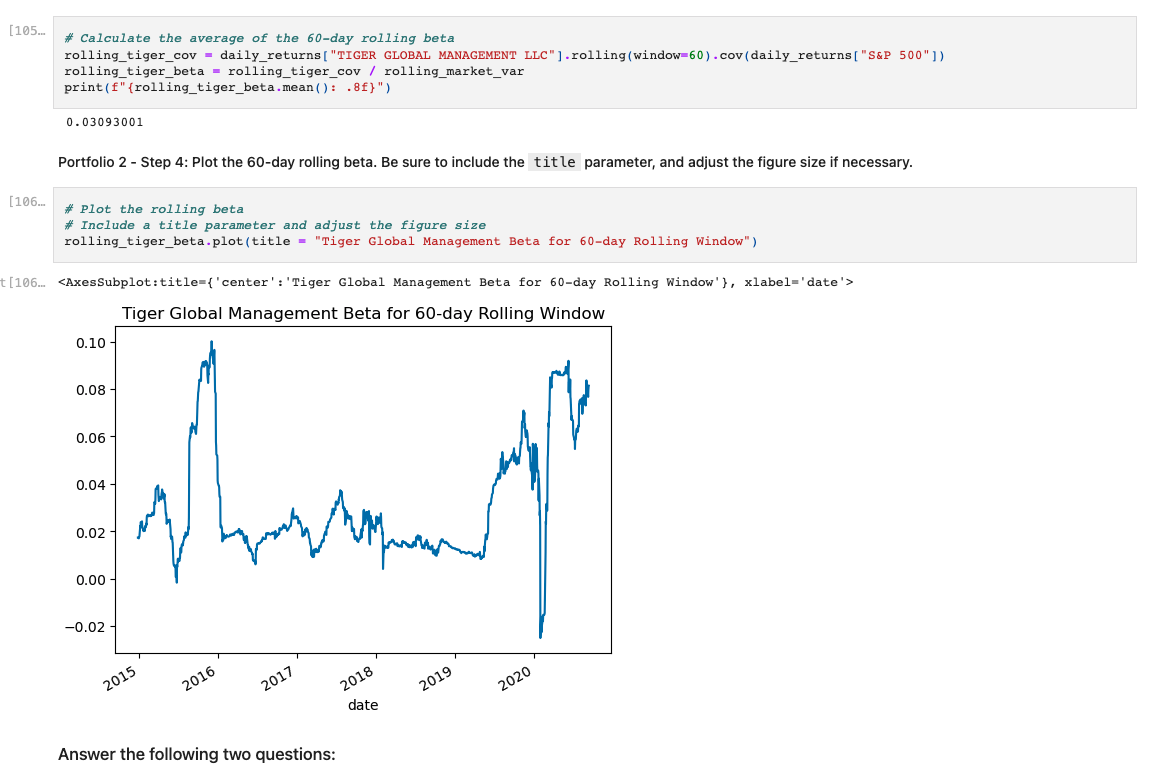 [105…
# Calculate the average of the 60-day rolling beta
rolling_tiger_cov = daily_returns["TIGER GLOBAL MANAGEMENT LLC"].rolling(window=60).cov(daily_returns["S&P 500"])
rolling_tiger_beta = rolling_tiger_cov / rolling_market_var
print(f"{rolling_tiger_beta.mean(): .8f}")
0.03093001
Portfolio 2 - Step 4: Plot the 60-day rolling beta. Be sure to include the title parameter, and adjust the figure size if necessary.
[106…
# Plot the rolling beta
# Include a title parameter and adjust the figure size
rolling_tiger_beta.plot(title = "Tiger Global Management Beta for 60-day Rolling Window")
t[106… <AxesSubplot:title={'center':'Tiger Global Management Beta for 60-day Rolling Window'}, xlabel='date'>
Tiger Global Management Beta for 60-day Rolling Window
0.10
0.08
0.06
0.04
0.02
0.00
−0.02
2015 2016 2017 2018 2019 2020
date
Answer the following two questions: